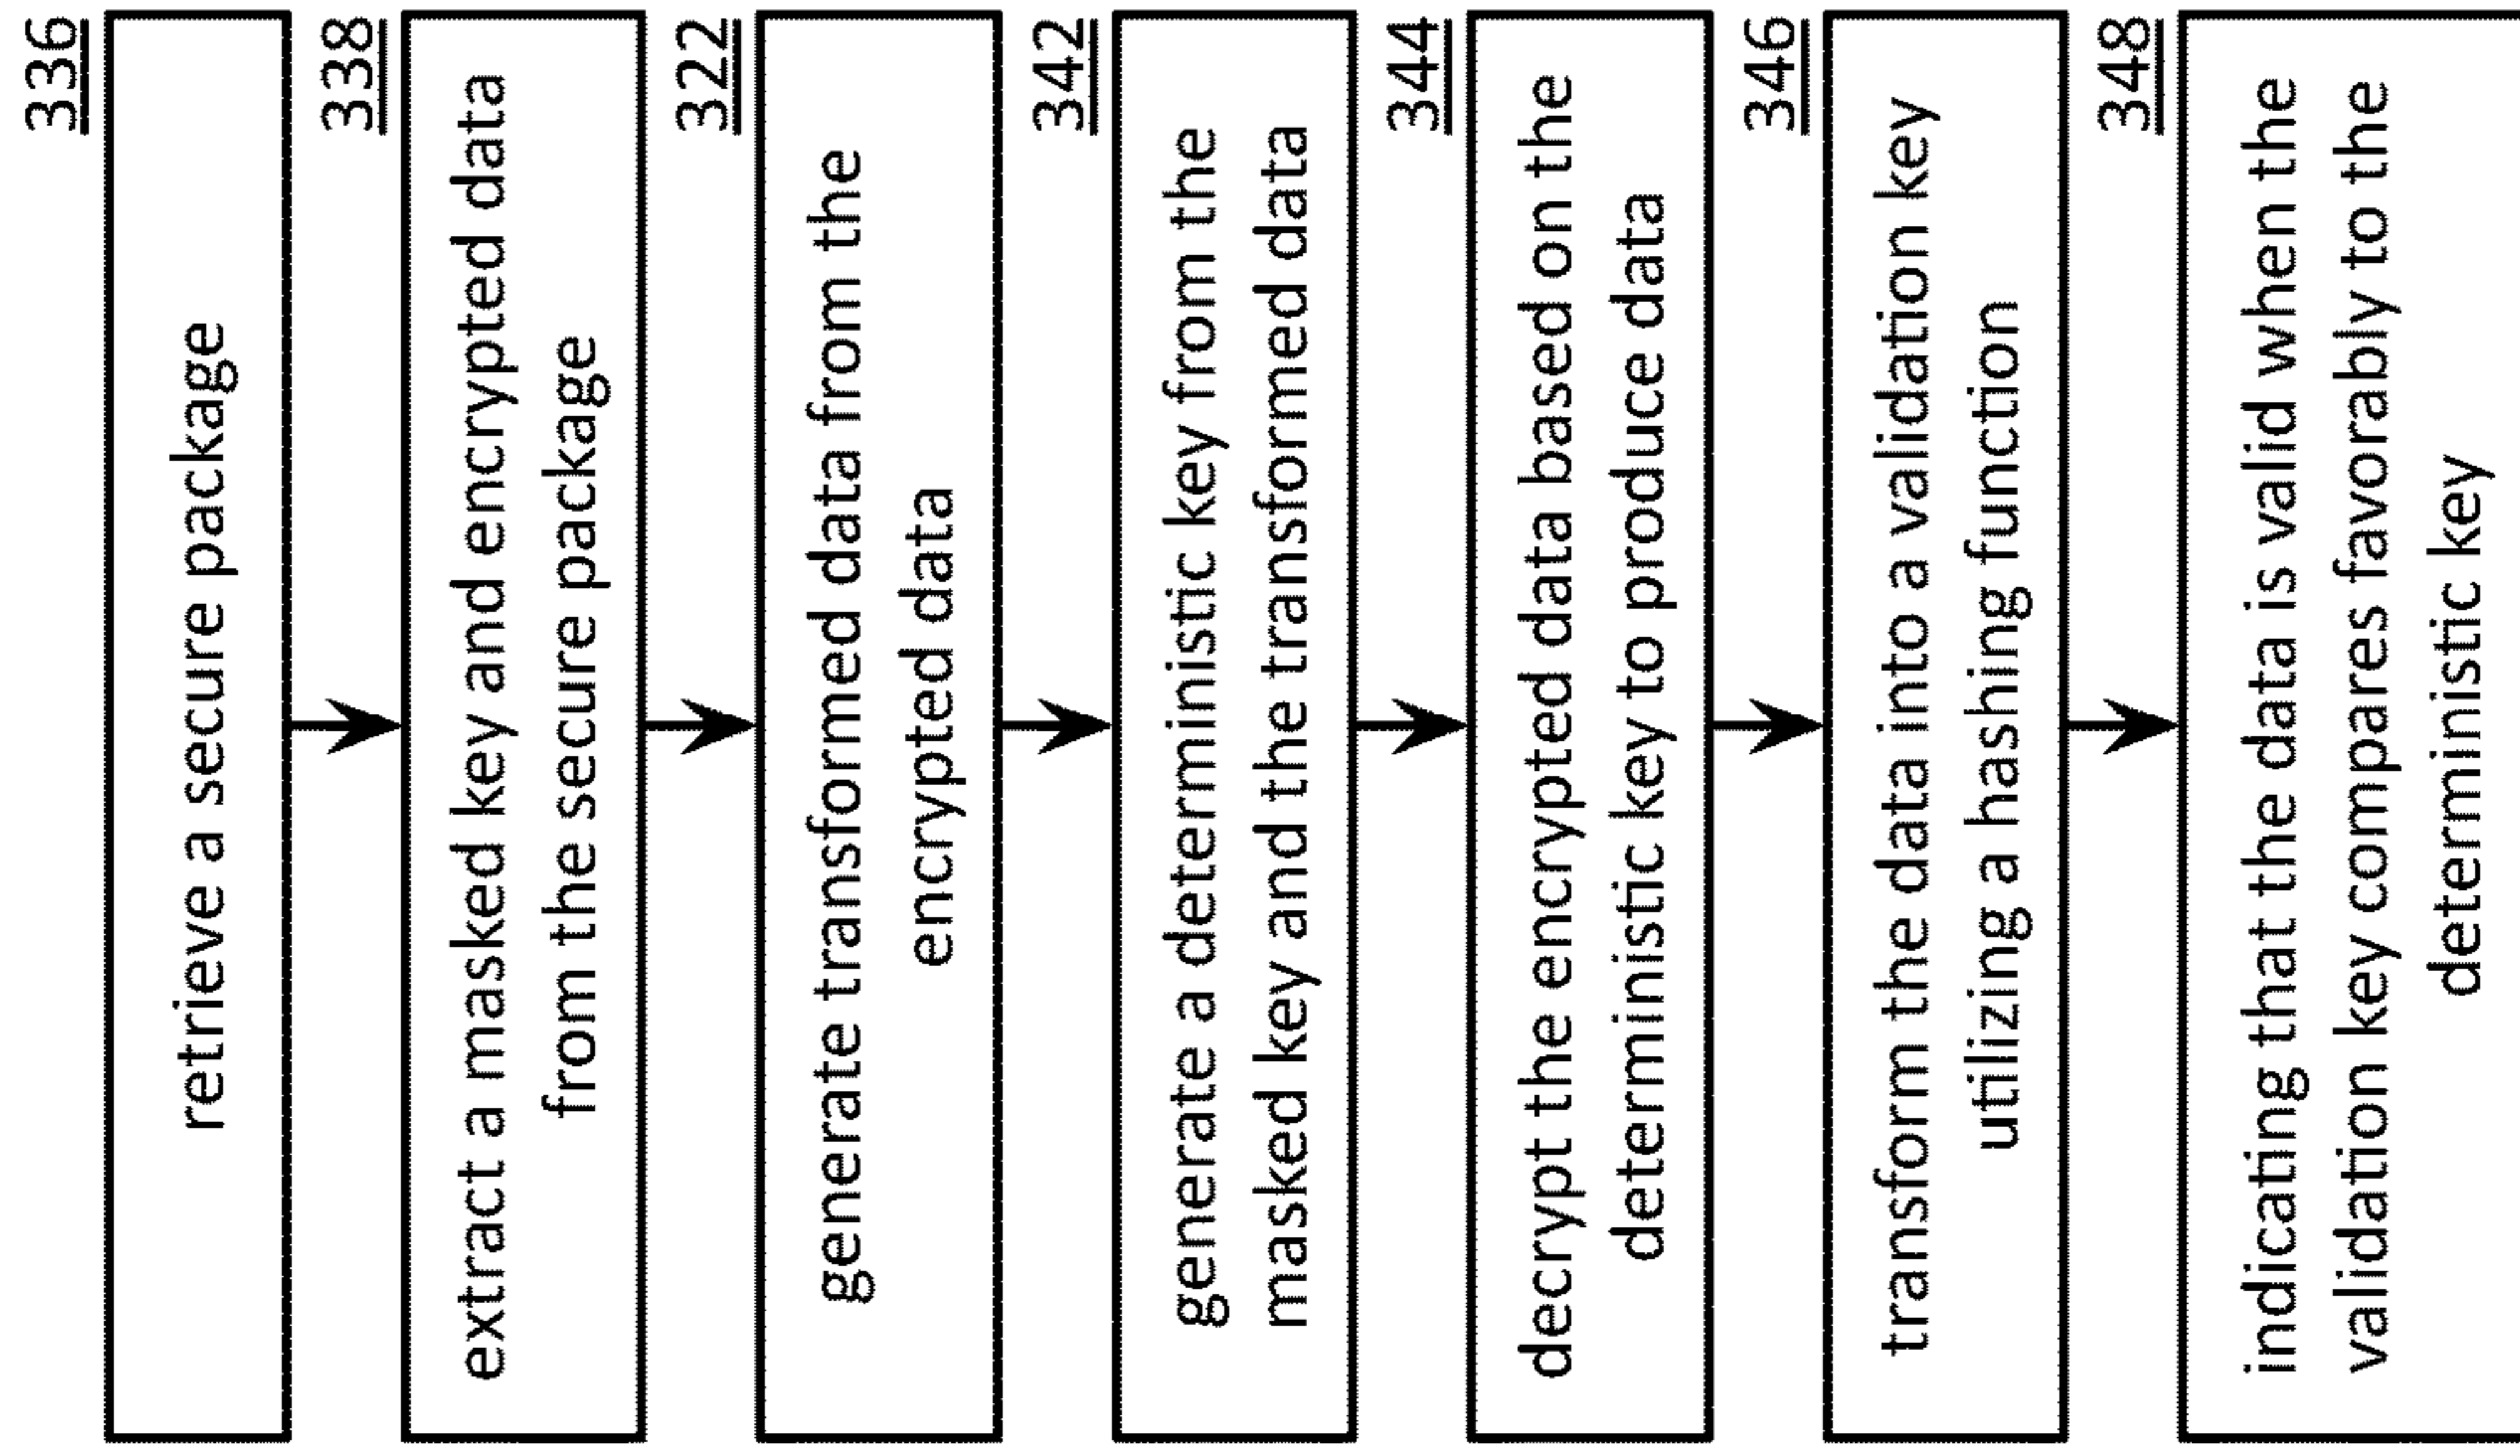 336
retrieve a secure package
338
extract a masked key and encrypted data
from the secure package
322
generate transformed data from the
encrypted data
342
generate a deterministic key from the
masked key and the transformed data
344
decrypt the encrypted data based on the
deterministic key to produce data
346
transform the data into a validation key
utilizing a hashing function
348
indicating that the data is valid when the
validation key compares favorably to the
deterministic key